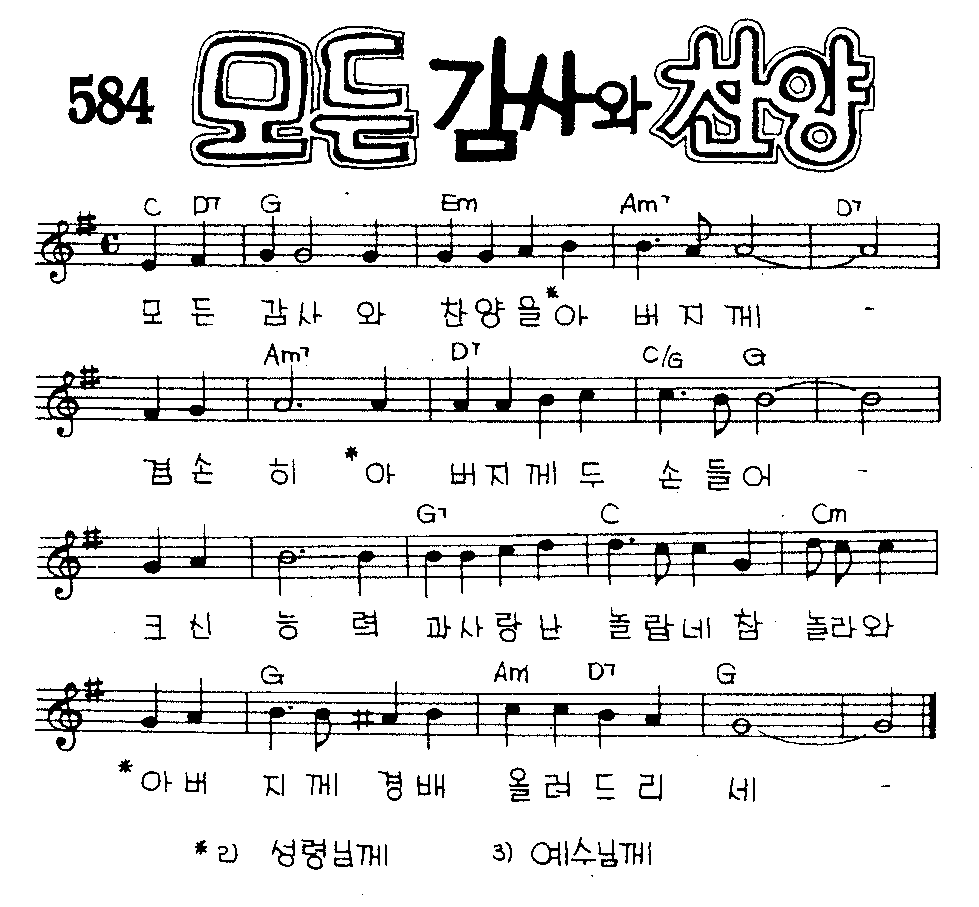 584 모든 감사와 찬양
C D7 G Em Am7 D7
모 든 감 사 와 찬 양 을 *아 버 지 께 -
Am7 D7 C/G G
겸 손 히 *아 버 지 께 두 손 들 어 -
G7 C Cm
크 신 능 력 과 사 랑 난 놀 랍 네 참 놀 라 와
G Am D7 G
*아 버 지 께 경 배 올 려 드 리 세 -
*2) 성령님께 3) 예수님께